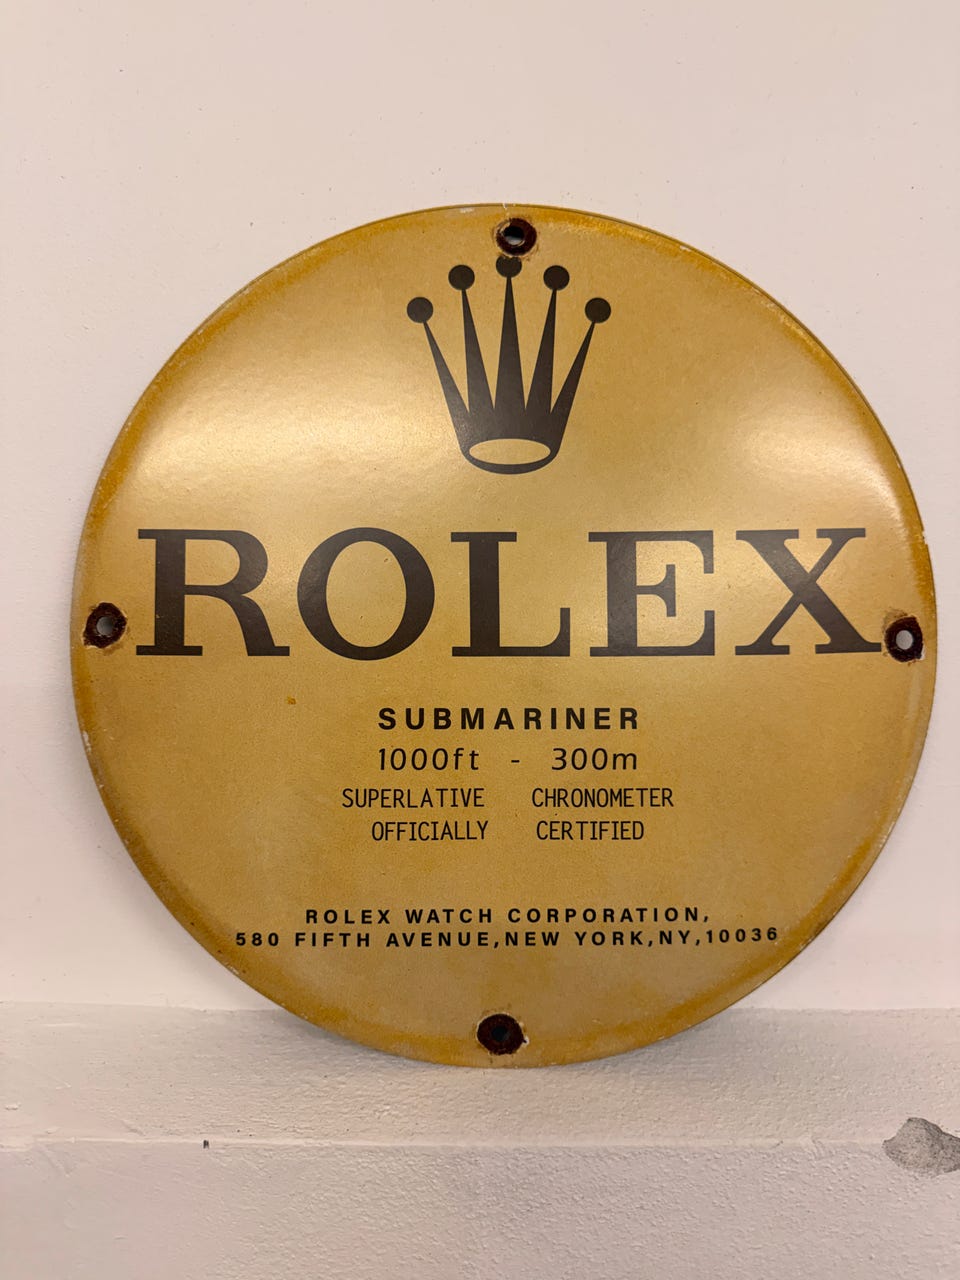 ROLEX
SUBMARINER
1000ft - 300m
SUPERLATIVE CHRONOMETER
OFFICIALLY CERTIFIED
ROLEX WATCH CORPORATION,
580 FIFTH AVENUE,NEW YORK,NY,10036